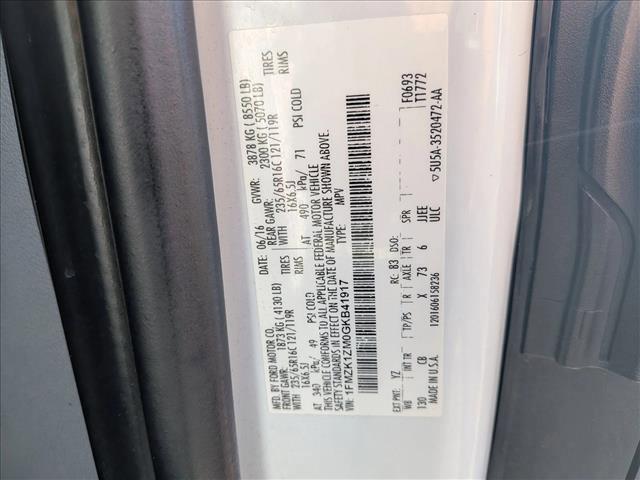 MFD. BY FORD MOTOR CO.
DATE: 06/16 GVWR: 3878 KG ( 8550 LB)
FRONT GAWR: 1873 KG ( 4130 LB) REAR GAWR: 2300 KG ( 5070 LB)
WITH 235/65R16C 121/119R TIRES WITH 235/65R16C 121/119R TIRES
16X6.5J RIMS 16X6.5J RIMS
AT 340 kPa/ 49 PSI COLD AT 490 kPa/ 71 PSI COLD
THIS VEHICLE CONFORMS TO ALL APPLICABLE FEDERAL MOTOR VEHICLE
SAFETY STANDARDS IN EFFECT ON THE DATE OF MANUFACTURE SHOWN ABOVE.
VIN: 1FMZK1ZM0GKB41917 TYPE: MPV
EXT PNT: YZ RC: B3 DSO: F0693
WB INT TR TP/PS R AXLE TR SPR T1772
130 CB X 73 6 JJEE
MADE IN U.S.A. ULC
1201606158236 5U5A-3520472-AA